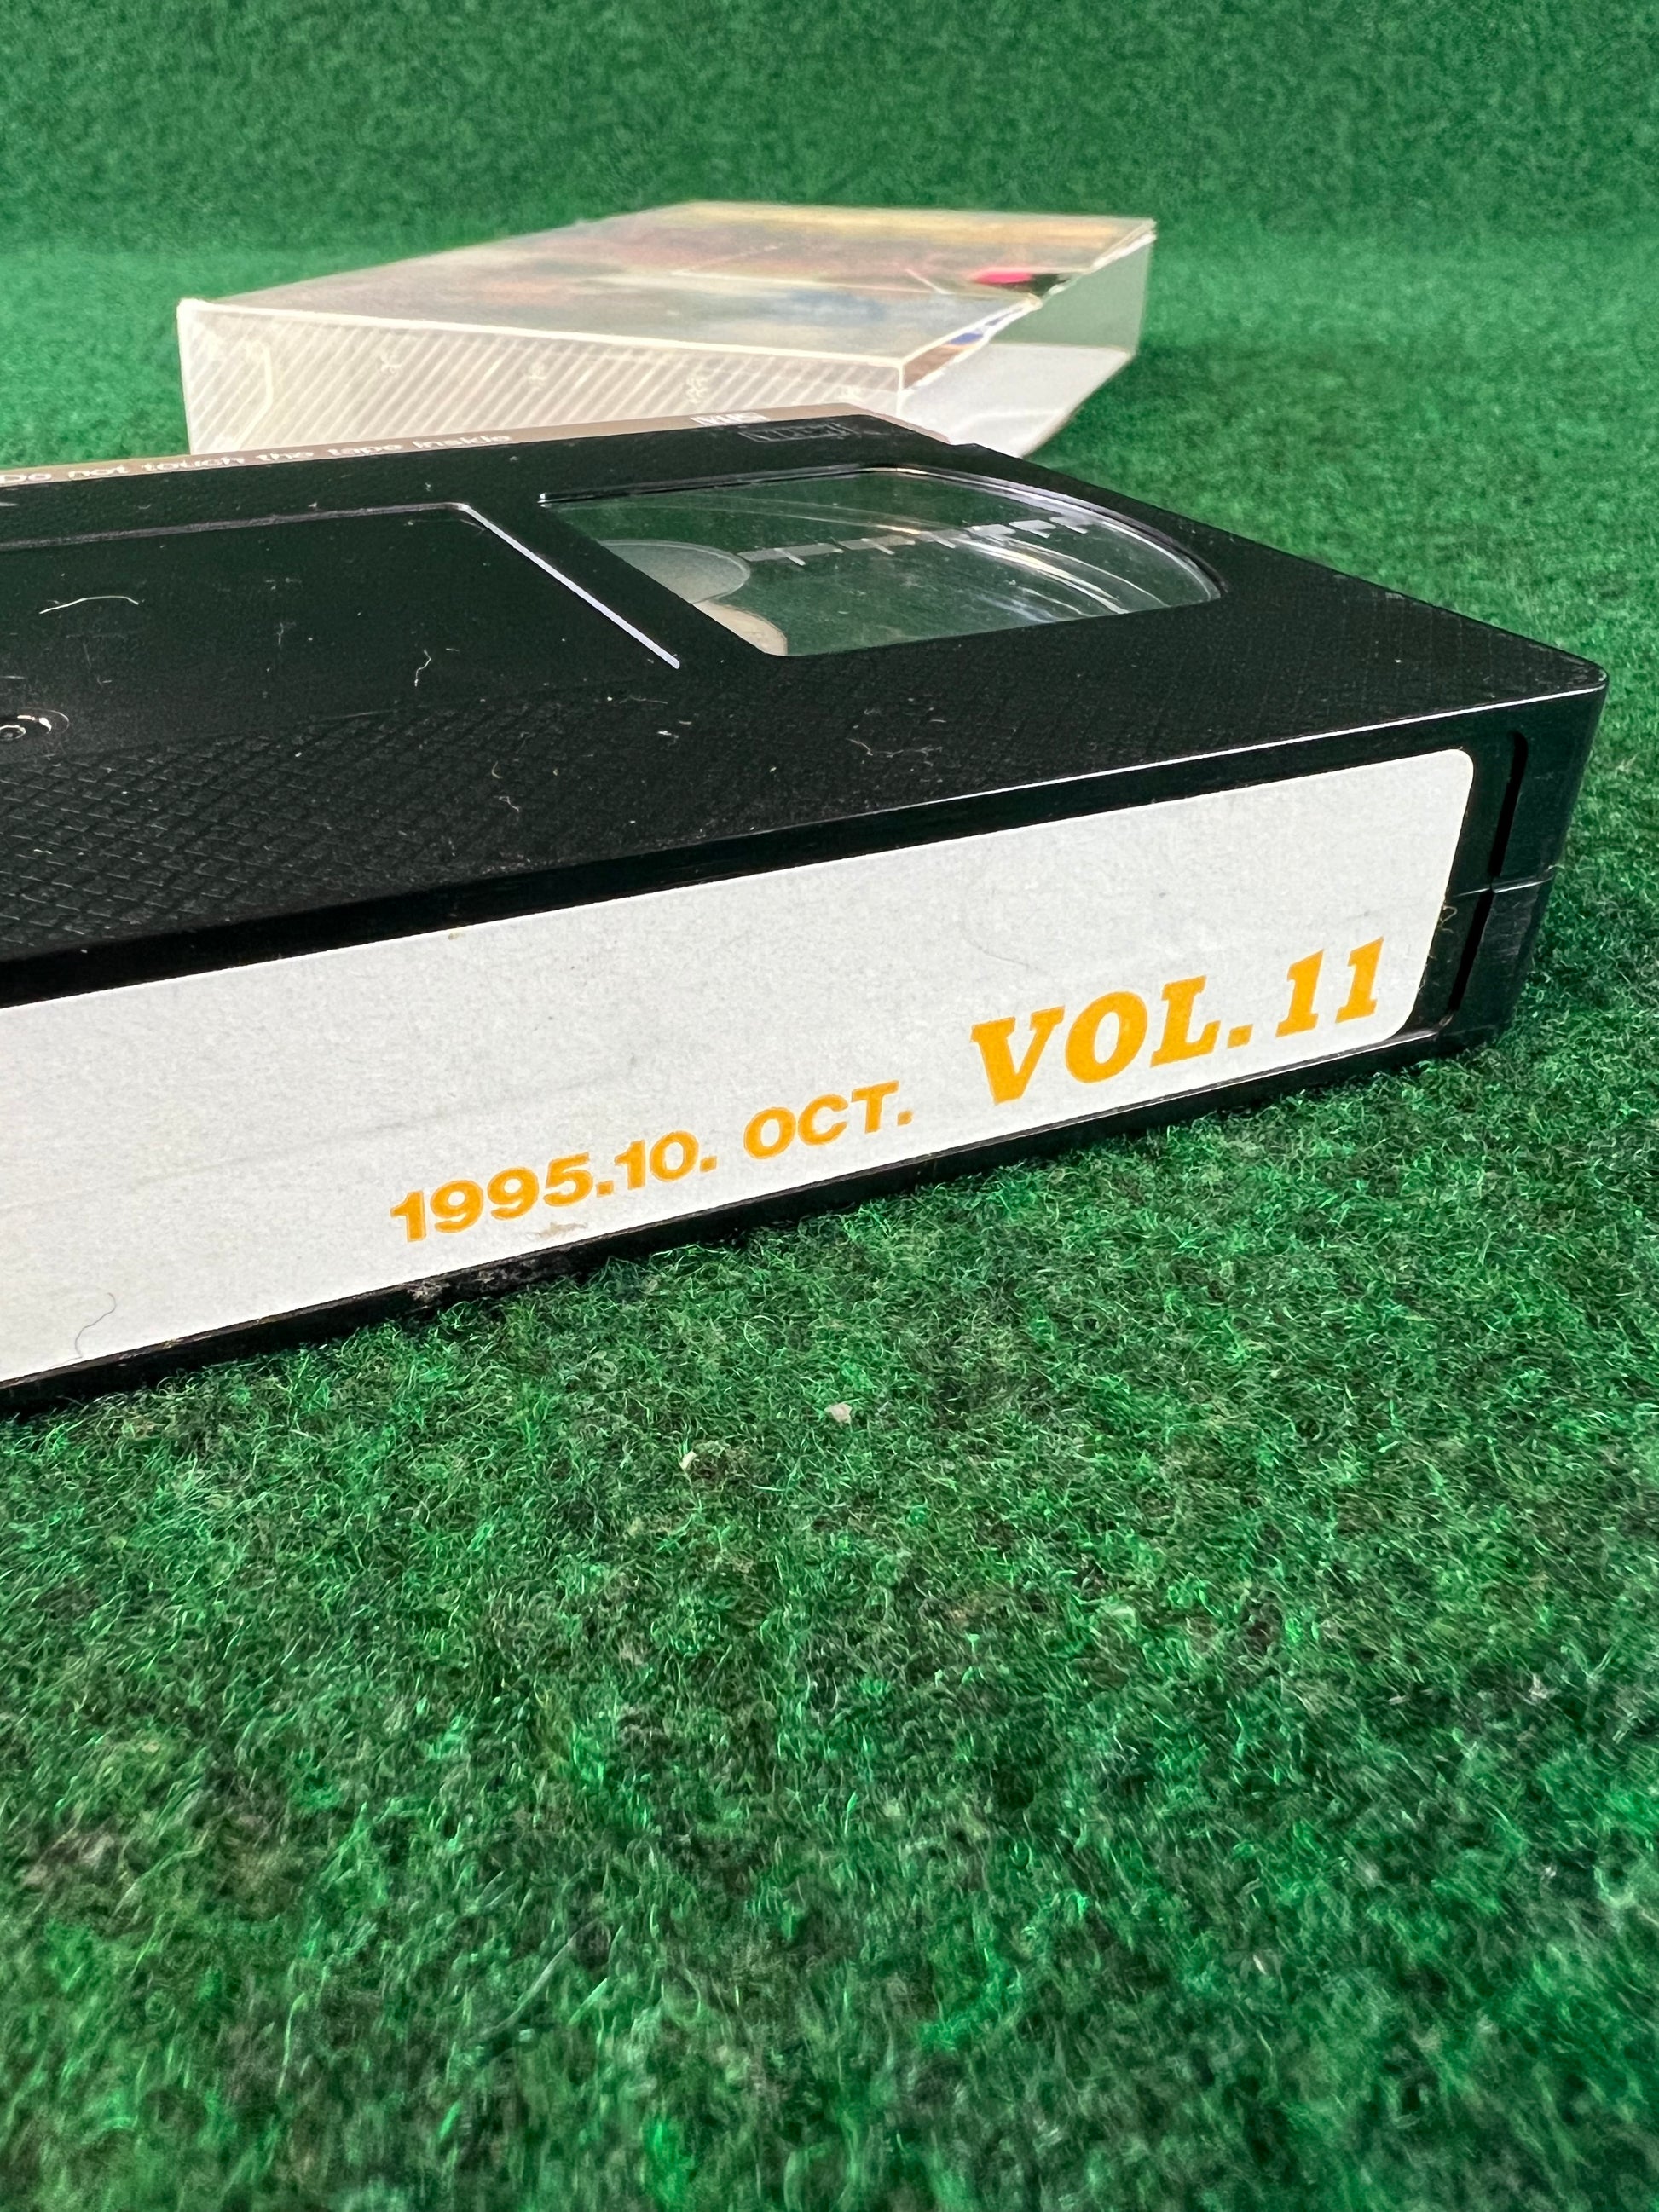 Do not touch the tape inside
VHS
1995.10. OCT. VOL. 11